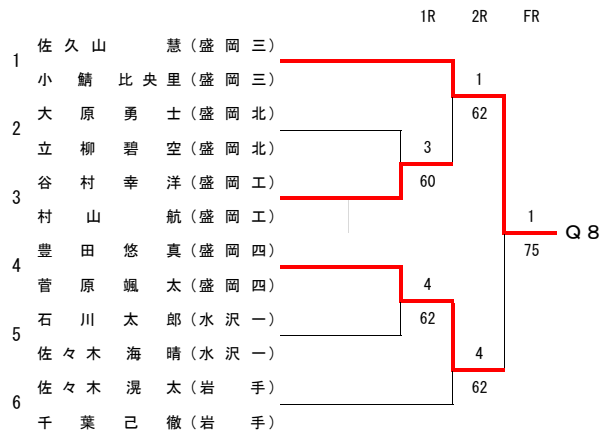 1R 2R FR
1 佐久山 慧(盛岡三)
小鯖 比央里(盛岡三)
1
62
2 大原 勇士(盛岡北)
立柳 碧空(盛岡北)
3
60
3 谷村 幸洋(盛岡工)
村山 航(盛岡工)
1
75
Q8
4 豊田 悠真(盛岡四)
菅原 颯太(盛岡四)
4
62
5 石川 太郎(水沢一)
佐々木 海晴(水沢一)
4
62
6 佐々木 滉太(岩手)
千葉 己徹(岩手)